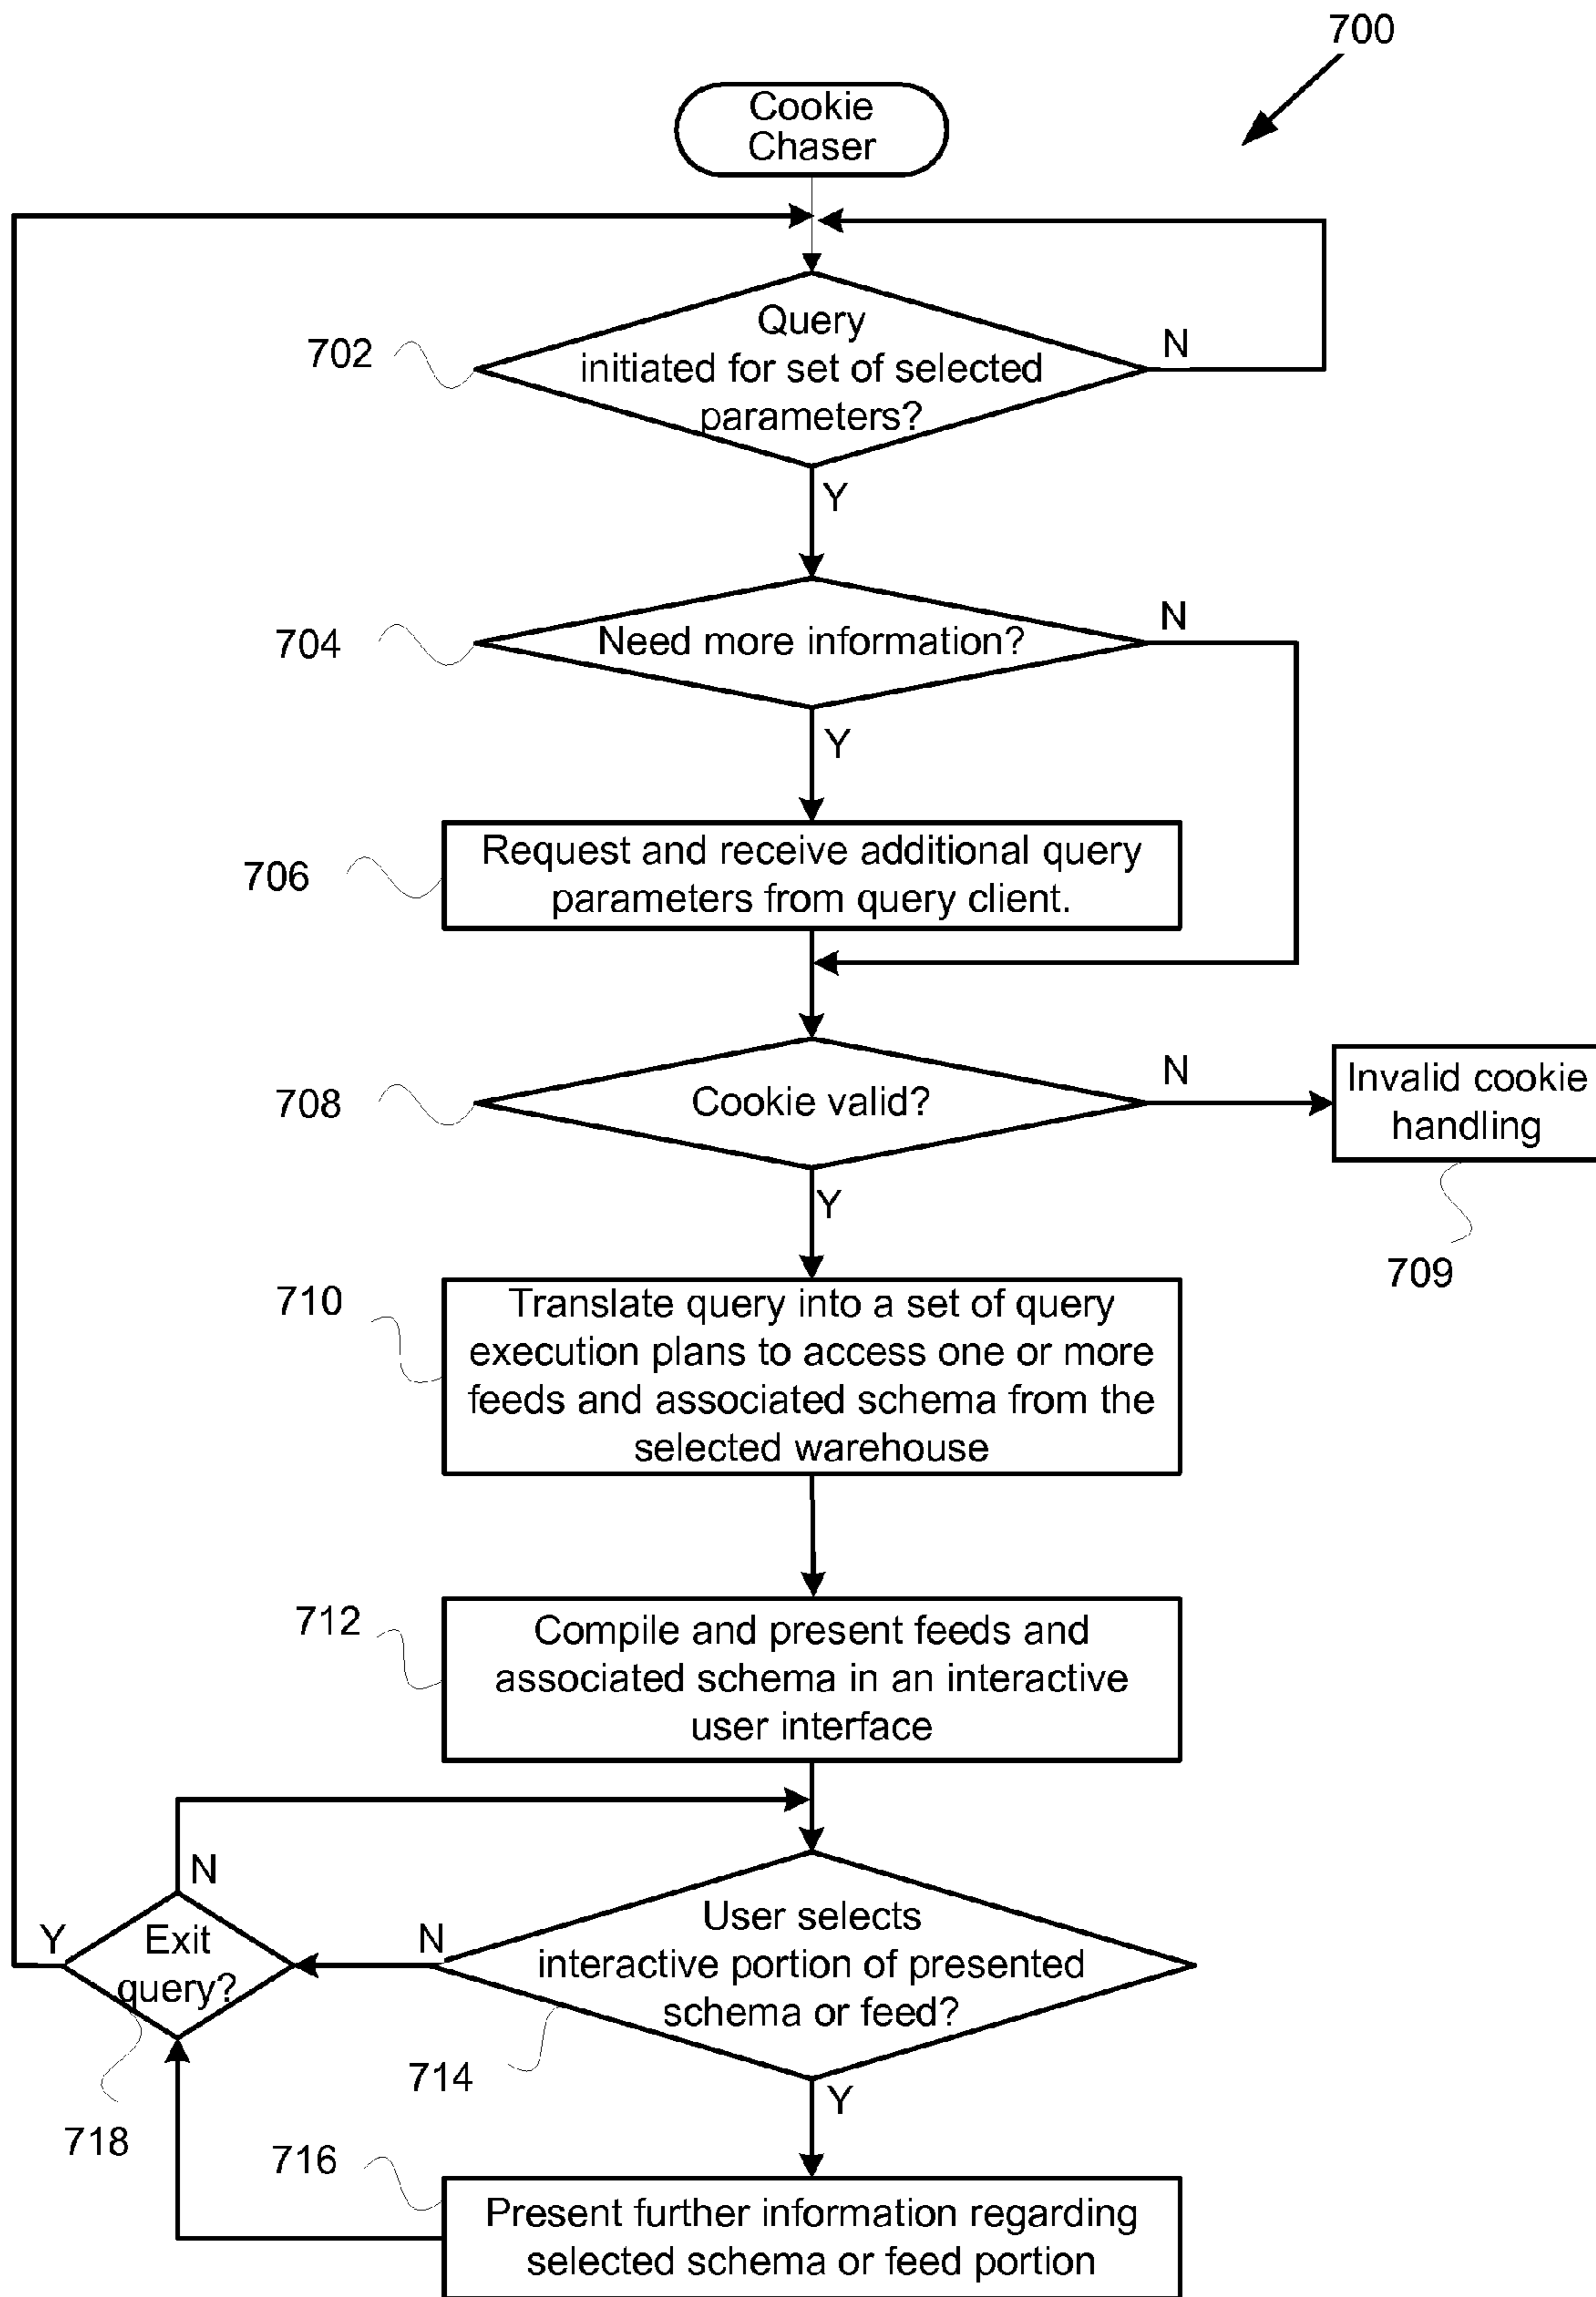 700
Cookie
Chaser
702
Query
initiated for set of selected
parameters?
N
Y
704
Need more information?
N
Y
706
Request and receive additional query
parameters from query client.
708
Cookie valid?
N
Invalid cookie
handling
709
Y
710
Translate query into a set of query
execution plans to access one or more
feeds and associated schema from the
selected warehouse
712
Compile and present feeds and
associated schema in an interactive
user interface
N
Y
Exit
query?
N
User selects
interactive portion of presented
schema or feed?
714
Y
718
716
Present further information regarding
selected schema or feed portion